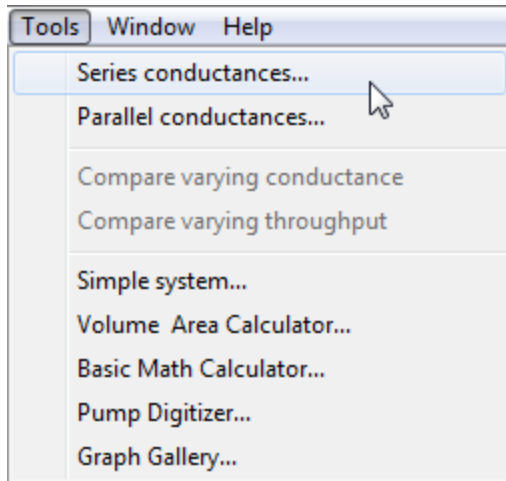 Tools Window Help
Series conductances...
Parallel conductances...
Compare varying conductance
Compare varying throughput
Simple system...
Volume  Area Calculator...
Basic Math Calculator...
Pump Digitizer...
Graph Gallery...